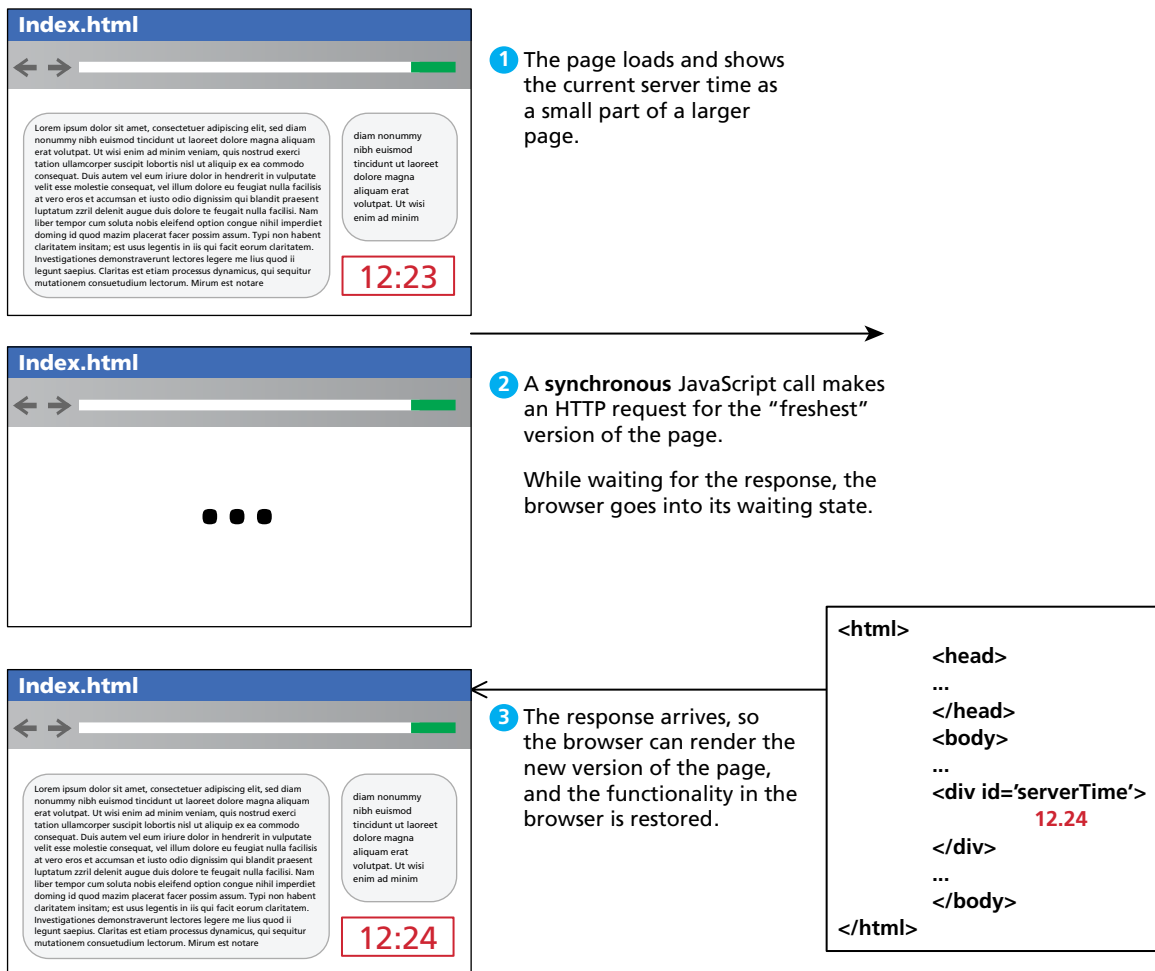 Index.html
Lorem ipsum dolor sit amet, consectetuer adipiscing elit, sed diam
nonummy nibh euismod tincidunt ut laoreet dolore magna aliquam
erat volutpat. Ut wisi enim ad minim veniam, quis nostrud exerci
tation ullamcorper suscipit lobortis nisl ut aliquip ex ea commodo
consequat. Duis autem vel eum iriure dolor in hendrerit in vulputate
velit esse molestie consequat, vel illum dolore eu feugiat nulla facilisis
at vero eros et accumsan et iusto odio dignissim qui blandit praesent
luptatum zzril delenit augue duis dolore te feugait nulla facilisi. Nam
liber tempor cum soluta nobis eleifend option congue nihil imperdiet
doming id quod mazim placerat facer possim assum. Typi non habent
claritatem insitam; est usus legentis in iis qui facit eorum claritatem.
Investigationes demonstraverunt lectores legere me lius quod ii
legunt saepius. Claritas est etiam processus dynamicus, qui sequitur
mutationem consuetudium lectorum. Mirum est notare
diam nonummy
nibh euismod
tincidunt ut laoreet
dolore magna
aliquam erat
volutpat. Ut wisi
enim ad minim
12:23
1 The page loads and shows
the current server time as
a small part of a larger
page.
Index.html
...
2 A synchronous JavaScript call makes
an HTTP request for the “freshest”
version of the page.
While waiting for the response, the
browser goes into its waiting state.
Index.html
Lorem ipsum dolor sit amet, consectetuer adipiscing elit, sed diam
nonummy nibh euismod tincidunt ut laoreet dolore magna aliquam
erat volutpat. Ut wisi enim ad minim veniam, quis nostrud exerci
tation ullamcorper suscipit lobortis nisl ut aliquip ex ea commodo
consequat. Duis autem vel eum iriure dolor in hendrerit in vulputate
velit esse molestie consequat, vel illum dolore eu feugiat nulla facilisis
at vero eros et accumsan et iusto odio dignissim qui blandit praesent
luptatum zzril delenit augue duis dolore te feugait nulla facilisi. Nam
liber tempor cum soluta nobis eleifend option congue nihil imperdiet
doming id quod mazim placerat facer possim assum. Typi non habent
claritatem insitam; est usus legentis in iis qui facit eorum claritatem.
Investigationes demonstraverunt lectores legere me lius quod ii
legunt saepius. Claritas est etiam processus dynamicus, qui sequitur
mutationem consuetudium lectorum. Mirum est notare
diam nonummy
nibh euismod
tincidunt ut laoreet
dolore magna
aliquam erat
volutpat. Ut wisi
enim ad minim
12:24
3 The response arrives, so
the browser can render the
new version of the page,
and the functionality in the
browser is restored.
<html>
<head>
...
</head>
<body>
...
<div id='serverTime'>
12.24
</div>
...
</body>
</html>